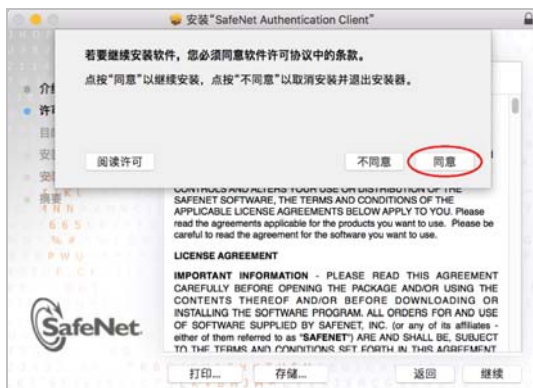 安装"SafeNet Authentication Client"
若要继续安装软件，您必须同意软件许可协议中的条款。
点按"同意"以继续安装，点按"不同意"以取消安装并退出安装器。
阅读许可
不同意
同意
摘要
CONTROLS AND ALTERS YOUR USE OR DISTRIBUTION OF THE
SAFENET SOFTWARE, THE TERMS AND CONDITIONS OF THE
APPLICABLE LICENSE AGREEMENTS BELOW APPLY TO YOU. Please
read the agreements applicable for the products you want to use. Please be
careful to read the agreement for the software you want to use.
LICENSE AGREEMENT
IMPORTANT INFORMATION - PLEASE READ THIS AGREEMENT
CAREFULLY BEFORE OPENING THE PACKAGE AND/OR USING THE
CONTENTS THEREOF AND/OR BEFORE DOWNLOADING OR
INSTALLING THE SOFTWARE PROGRAM. ALL ORDERS FOR AND USE
OF SOFTWARE SUPPLIED BY SAFENET, INC. (or any of its affiliates -
either of them referred to as "SAFENET") ARE AND SHALL BE, SUBJECT
TO THE TERMS AND CONDITIONS SET FORTH IN THIS AGREEMENT
SafeNet.
打印...
存储...
返回
继续